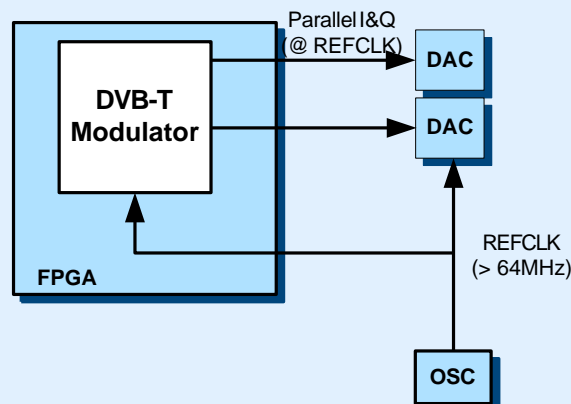 Parallel I&Q
(@ REFCLK)
DAC
DVB-T
Modulator
DAC
REFCLK
(> 64MHz)
FPGA
OSC